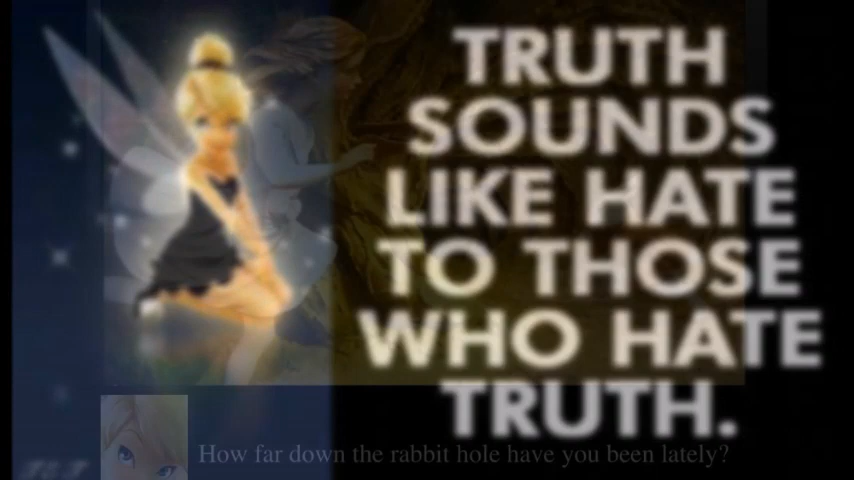 TRUTH
SOUNDS
LIKE HATE
TO THOSE
WHO HATE
TRUTH.
How far down the rabbit hole have you been lately?